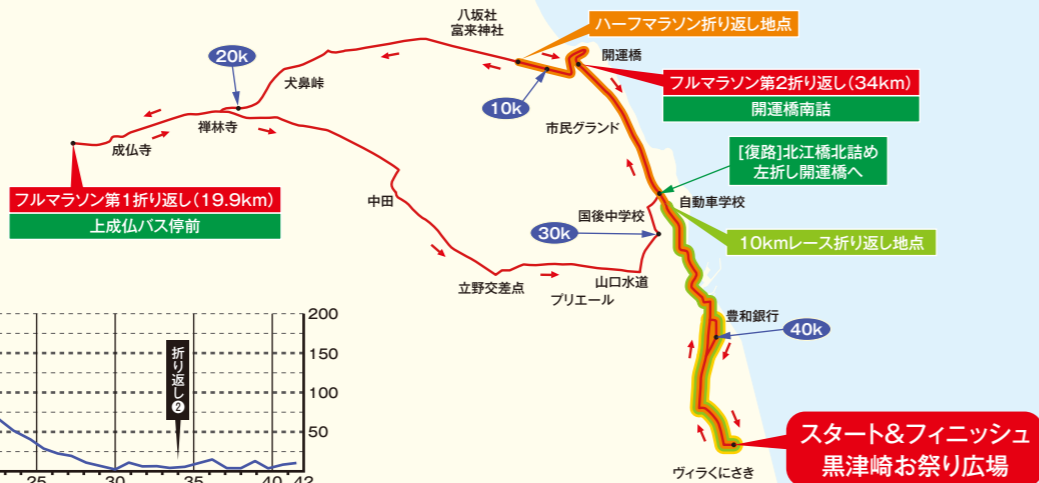 八坂社
富来神社
ハーフマラソン折り返し地点
開運橋
20k
犬鼻峠
10k
フルマラソン第2折り返し(34km)
開運橋南詰
市民グランド
禅林寺
成仏寺
[復路]北江橋北詰め
左折し開運橋へ
フルマラソン第1折り返し(19.9km)
上成仏バス停前
中田
自動車学校
国後中学校
30k
10kmレース折り返し地点
立野交差点
プリエール
山口水道
豊和銀行
40k
200
150
100
50
折り返し❷
25
30
35
40
42
スタート&フィニッシュ
黒津崎お祭り広場
ヴィラくにさき